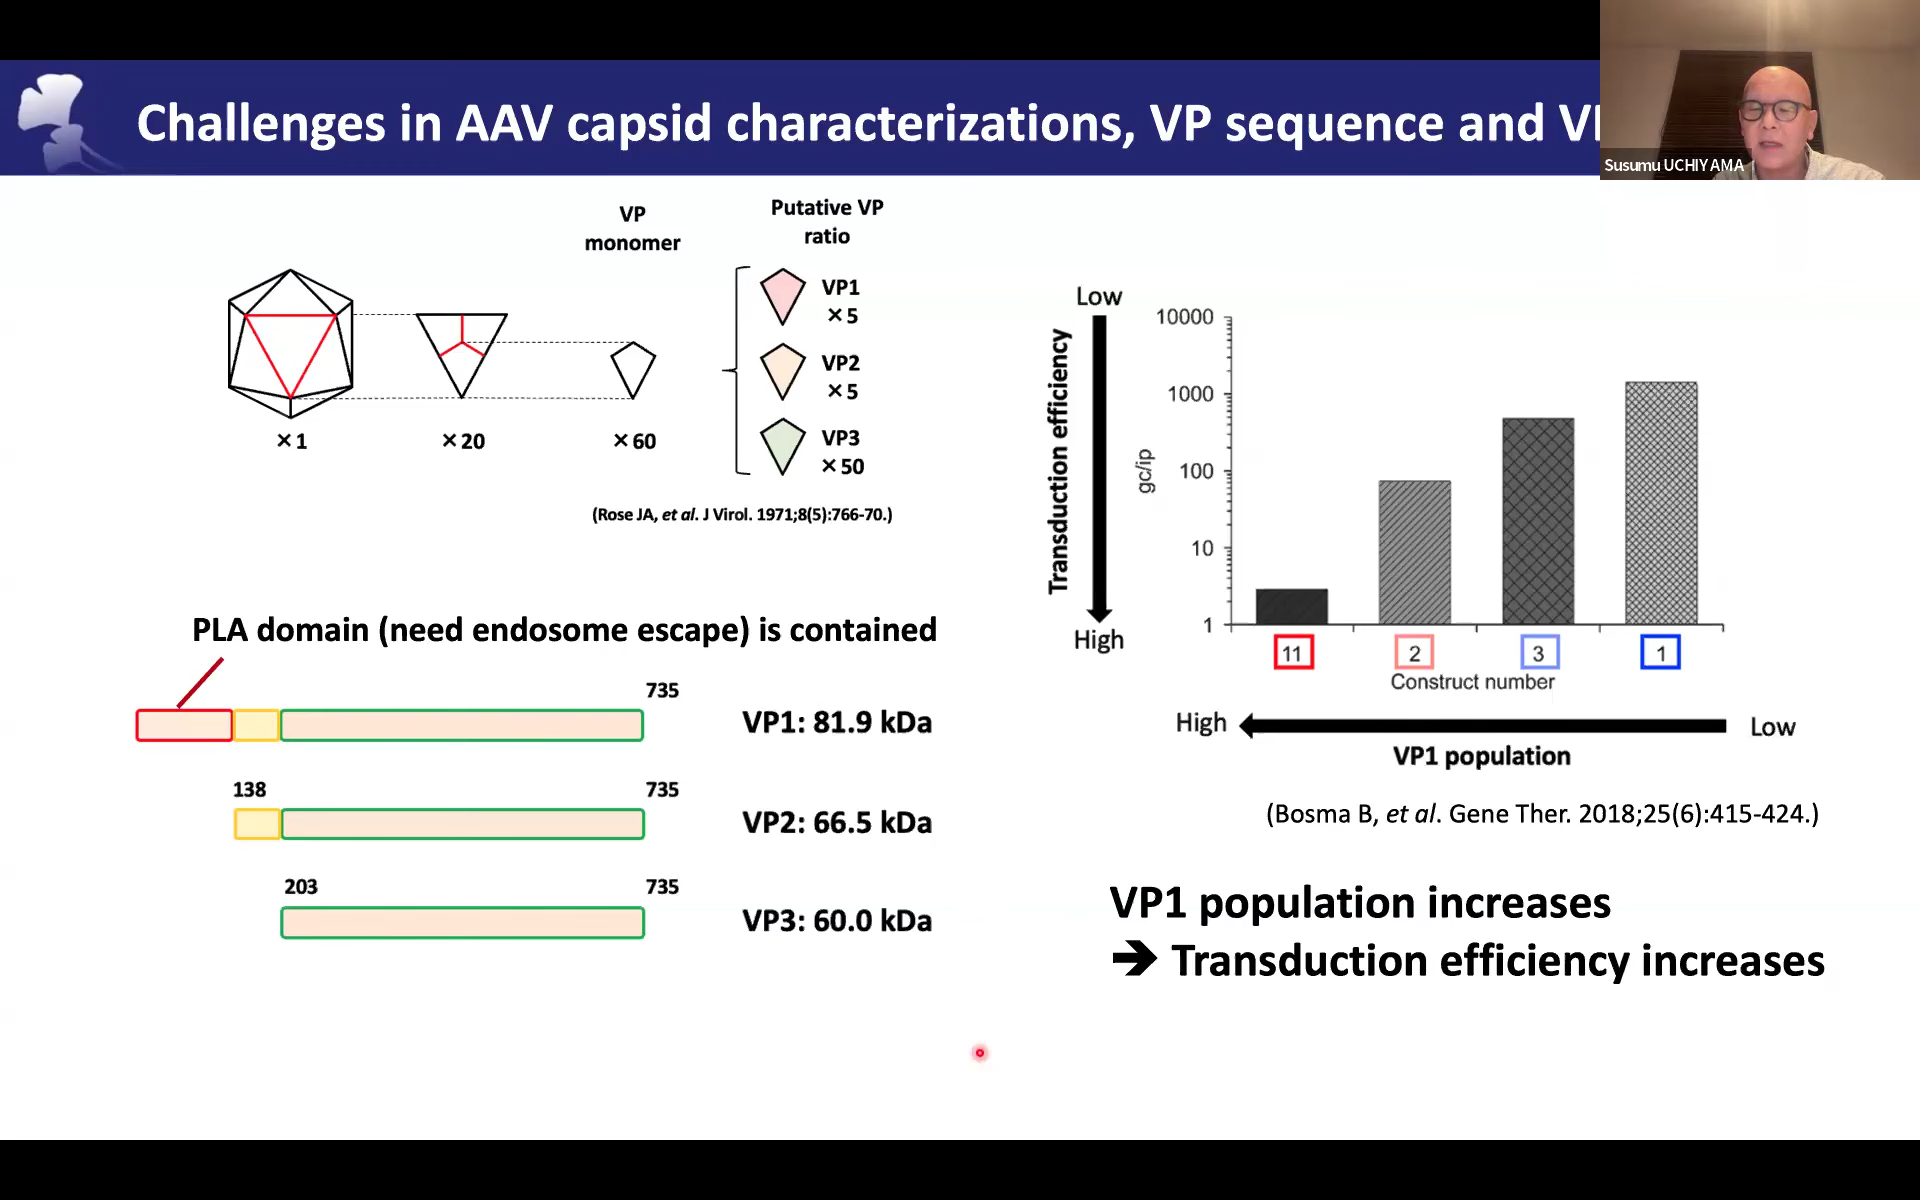 Challenges in AAV capsid characterizations, VP sequence and
Susumu UCHIYAMA
VP
monomer
Putative VP
ratio
VP1
×5
VP2
×5
VP3
×50
×1
×20
×60
(Rose JA, et al. J Virol. 1971;8(5):766-70.)
PLA domain (need endosome escape) is contained
735
VP1: 81.9 kDa
138
735
VP2: 66.5 kDa
203
735
VP3: 60.0 kDa
Low
Transduction efficiency
High
gc/ip
10000
1000
100
10
1
11
2
3
1
Construct number
High
Low
VP1 population
(Bosma B, et al. Gene Ther. 2018;25(6):415-424.)
VP1 population increases
➔ Transduction efficiency increases